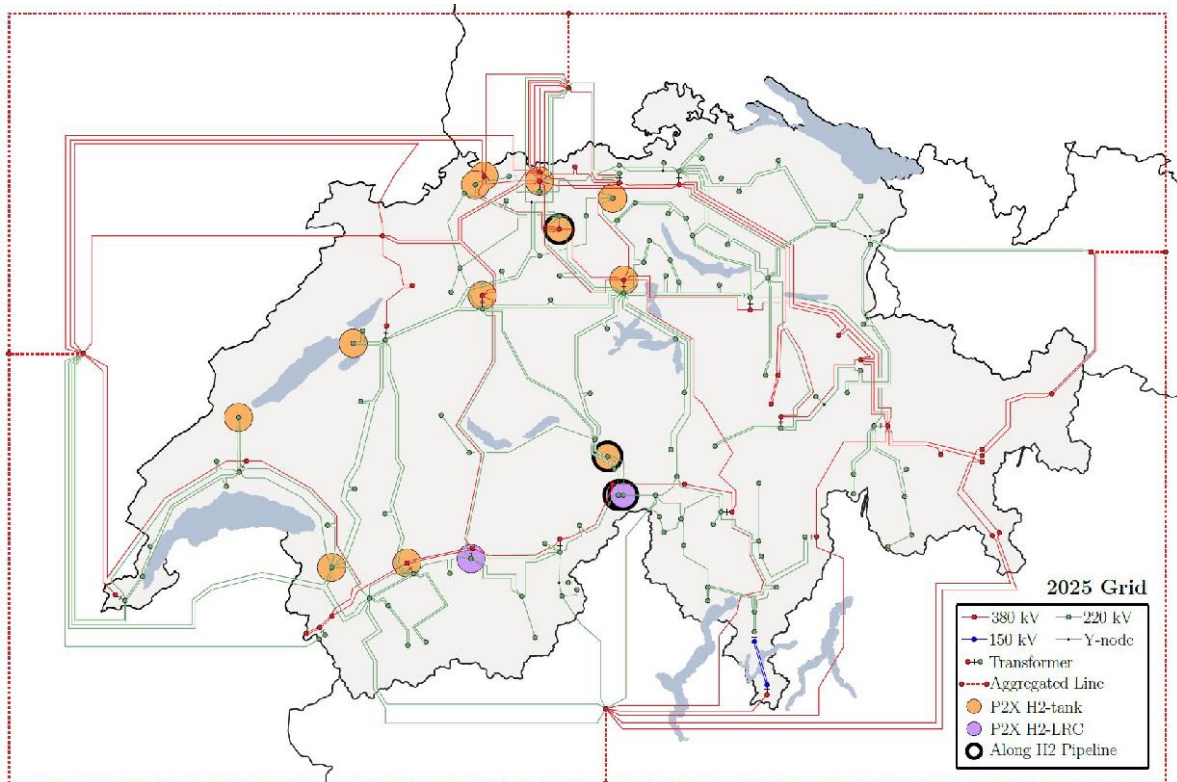 2025 Grid
380 kV 220 kV
150 kV Y-node
Transformer
Aggregated Line
P2X H2-tank
P2X H2-LRC
Along H2 Pipeline